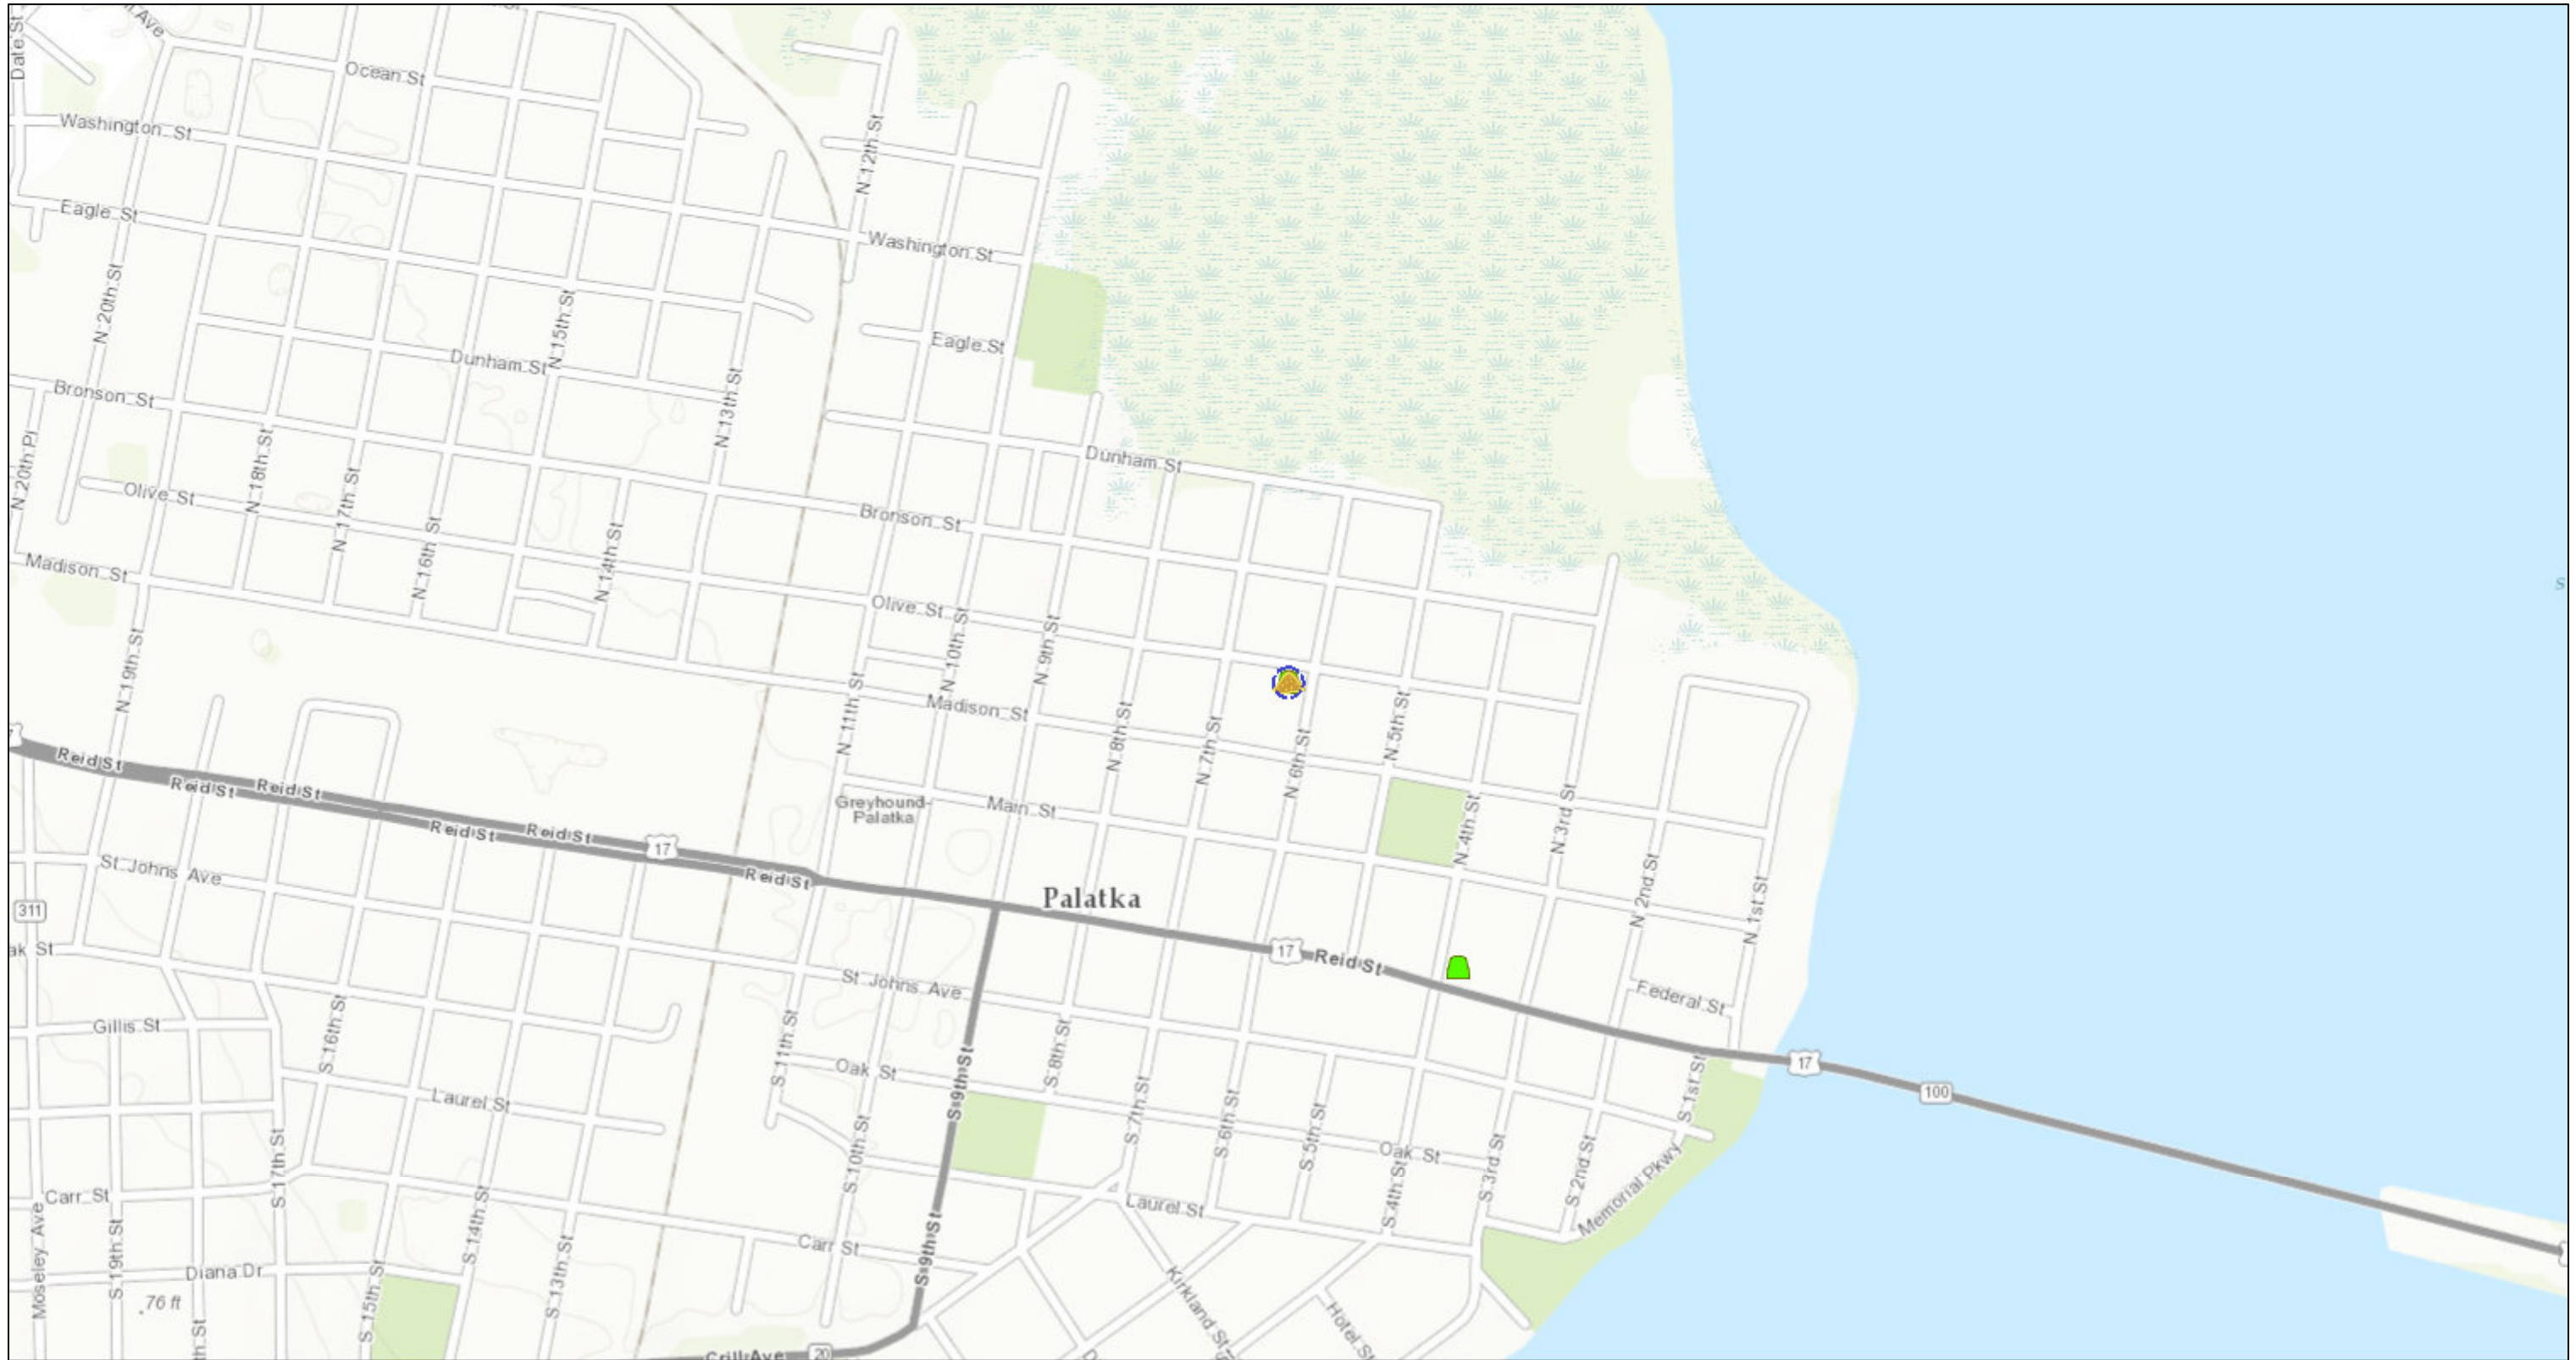 Date St
Ocean St
Washington St
N 12th St
Eagle St
Washington St
N 20th St
N 15th St
Eagle St
Dunham St
Bronson St
N 13th St
N 20th Pl
N 18th St
Dunham St
N 17th St
Olive St
Bronson St
N 16th St
N 14th St
Madison St
Olive St
N 10th St
N 9th St
N 19th St
Madison St
N 11th St
N 8th St
N 7th St
N 6th St
N 5th St
Reid St
Reid St
Reid St
Greyhound-
Palatka
Main St
N 4th St
N 3rd St
Reid St
Reid St
17
St Johns Ave
Reid St
Palatka
N 2nd St
N 1st St
311
17
Reid St
St Johns Ave
Federal St
Gillis St
S 16th St
S 11th St
Oak St
S 8th St
S 9th St
17
100
S 1st St
Laurel St
S 7th St
S 6th St
S 5th St
Oak St
S 17th St
S 10th St
S 4th St
S 3rd St
S 2nd St
Memorial Pkwy
Carr St
Laurel St
Moseley Ave
S 19th St
S 14th St
Carr St
S 9th St
Diana Dr
S 13th St
S 15th St
76 ft
Kirkland St
Hotel St
Crill Ave
20